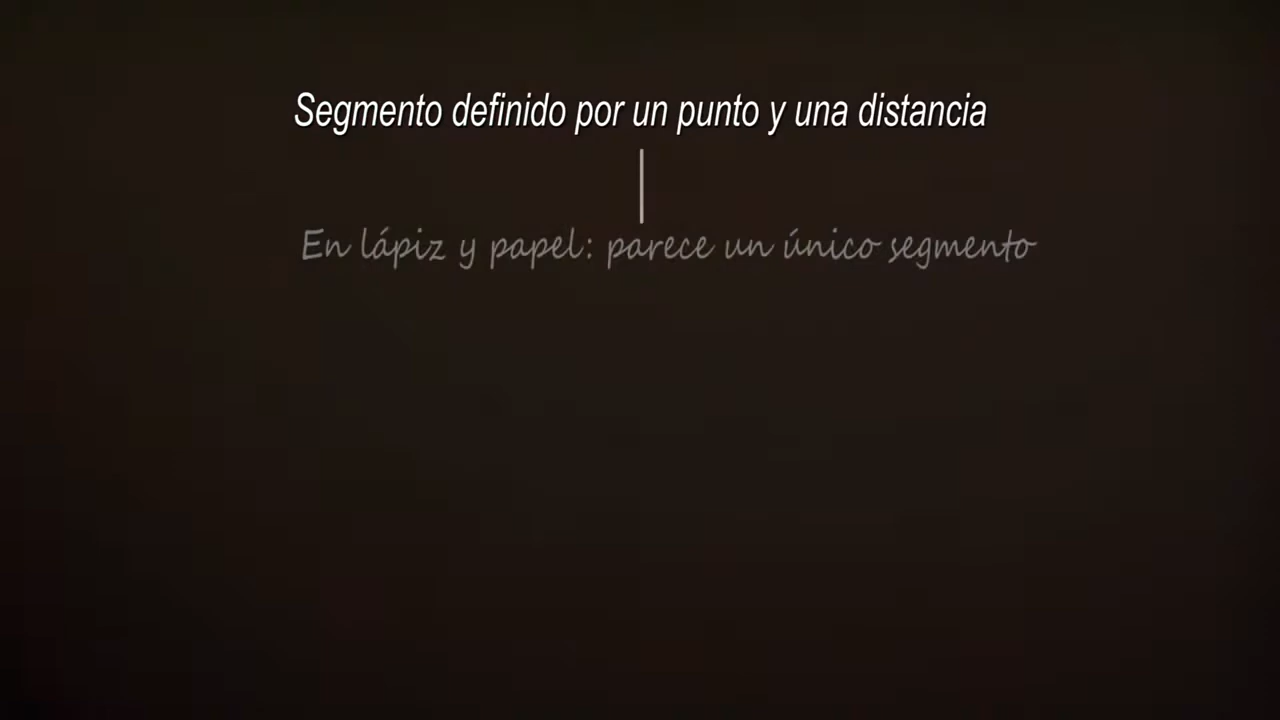 Segmento definido por un punto y una distancia
En lápiz y papel: parece un único segmento